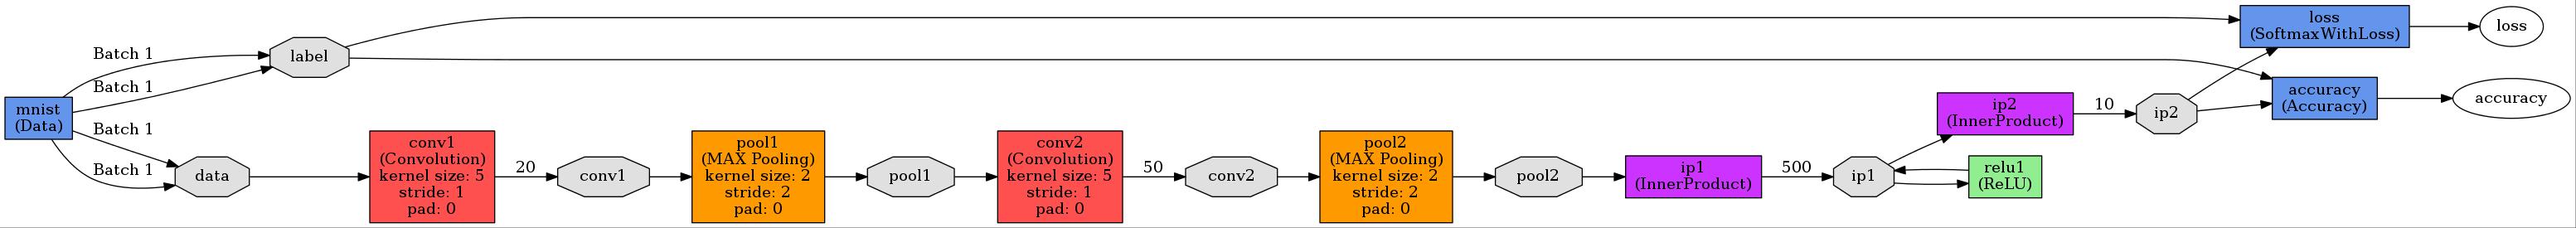 mnist
(Data)
Batch 1
Batch 1
Batch 1
Batch 1
label
data
conv1
(Convolution)
kernel size: 5
stride: 1
pad: 0
20
conv1
pool1
(MAX Pooling)
kernel size: 2
stride: 2
pad: 0
pool1
conv2
(Convolution)
kernel size: 5
stride: 1
pad: 0
50
conv2
pool2
(MAX Pooling)
kernel size: 2
stride: 2
pad: 0
pool2
ip1
(InnerProduct)
500
ip1
relu1
(ReLU)
ip2
(InnerProduct)
10
ip2
loss
(SoftmaxWithLoss)
loss
accuracy
(Accuracy)
accuracy